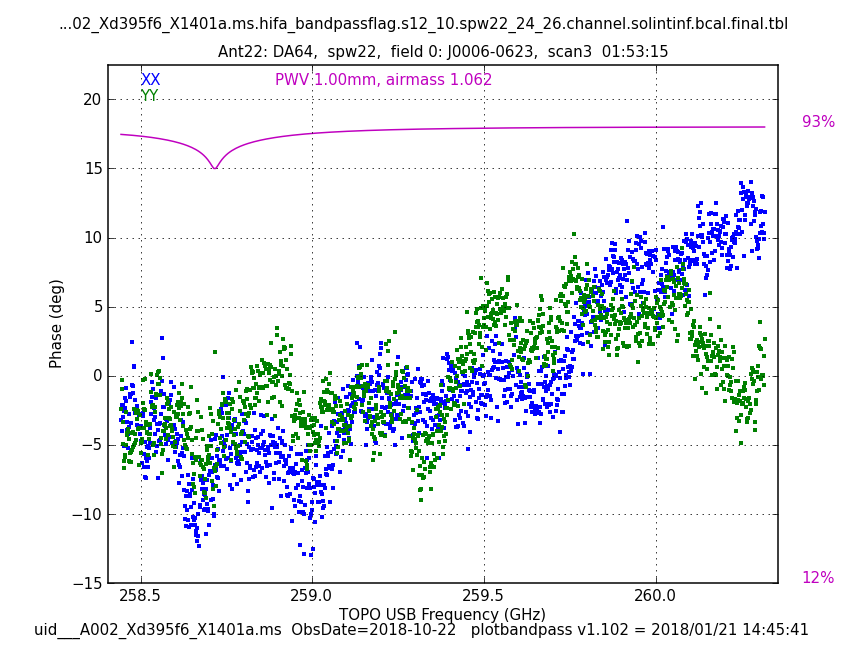 ...02_Xd395f6_X1401a.ms.hifa_bandpassflag.s12_10.spw22_24_26.channel.solintinf.bcal.final.tbl
Ant22: DA64,  spw22,  field 0: J0006-0623,  scan3  01:53:15
XX
PWV 1.00mm, airmass 1.062
YY
93%
20
15
10
5
0
−5
−10
−15
Phase (deg)
12%
258.5 259.0 259.5 260.0
TOPO USB Frequency (GHz)
uid___A002_Xd395f6_X1401a.ms  ObsDate=2018-10-22   plotbandpass v1.102 = 2018/01/21 14:45:41